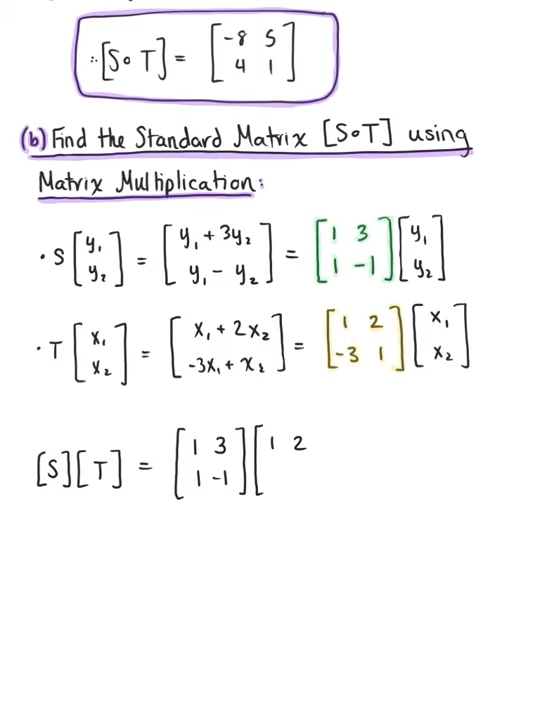 ∴[S∘T] = [-8 5
4 1]
(b) Find the Standard Matrix [S∘T] using
Matrix Multiplication:
· S [y₁ y₂] = [y₁ + 3y₂ y₁ - y₂] = [1 3 1 -1] [y₁ y₂]
· T [x₁ x₂] = [x₁ + 2x₂ -3x₁ + x₂] = [1 2 -3 1] [x₁ x₂]
[S][T] = [1 3 1 -1] [1 2